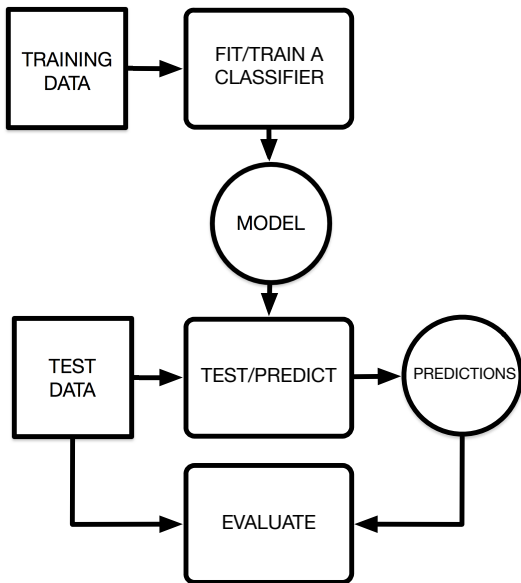 TRAINING
DATA
FIT/TRAIN A
CLASSIFIER
MODEL
TEST
DATA
TEST/PREDICT
PREDICTIONS
EVALUATE